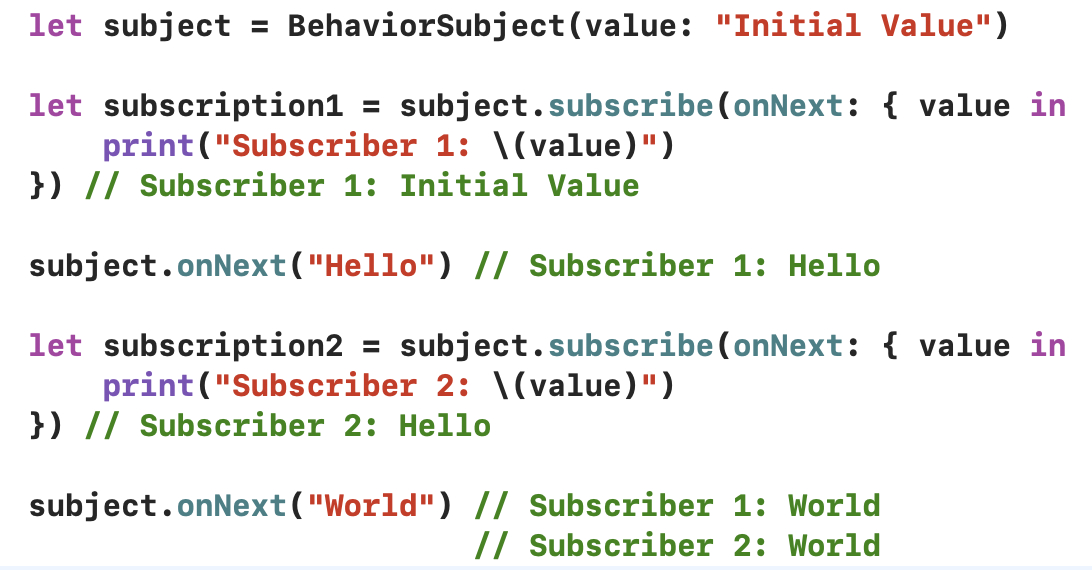 let subject = BehaviorSubject(value: "Initial Value")
let subscription1 = subject.subscribe(onNext: { value in
    print("Subscriber 1: \(value)")
}) // Subscriber 1: Initial Value
subject.onNext("Hello") // Subscriber 1: Hello
let subscription2 = subject.subscribe(onNext: { value in
    print("Subscriber 2: \(value)")
}) // Subscriber 2: Hello
subject.onNext("World") // Subscriber 1: World
                        // Subscriber 2: World